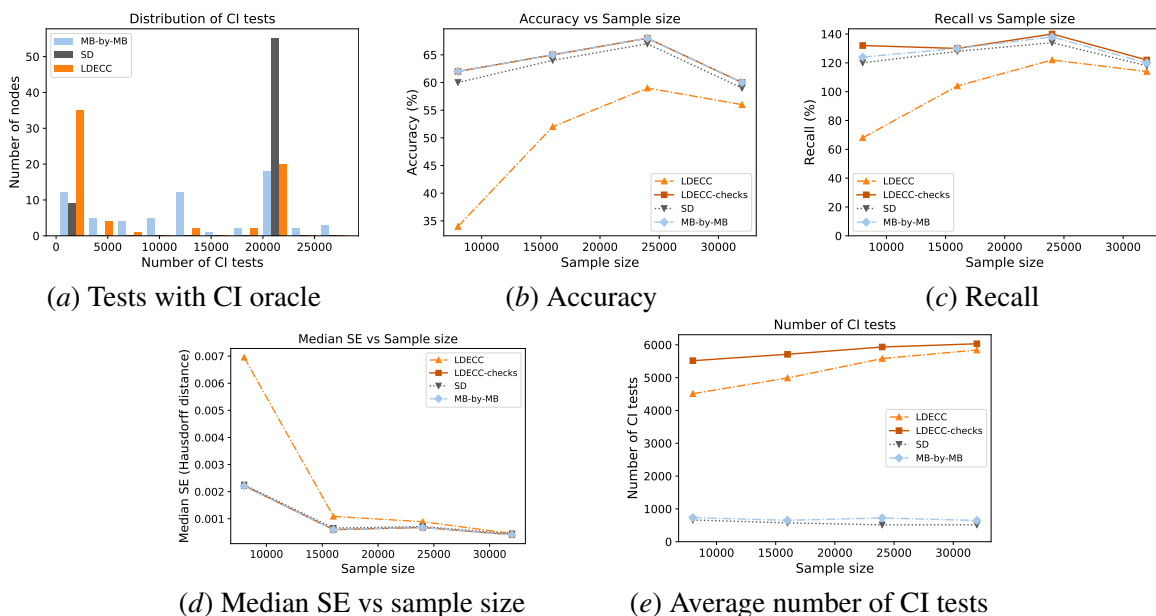 Distribution of CI tests
MB-by-MB
SD
LDECC
50
40
30
20
10
0
Number of nodes
0 5000 10000 15000 20000 25000
Number of CI tests
(a) Tests with CI oracle
Accuracy vs Sample size
65
60
55
50
45
40
35
Accuracy (%)
LDECC
LDECC-checks
SD
MB-by-MB
10000 15000 20000 25000 30000
Sample size
(b) Accuracy
Recall vs Sample size
140
120
100
80
60
40
20
0
Recall (%)
LDECC
LDECC-checks
SD
MB-by-MB
10000 15000 20000 25000 30000
Sample size
(c) Recall
Median SE vs Sample size
0.007
0.006
0.005
0.004
0.003
0.002
0.001
Median SE (Hausdorff distance)
LDECC
LDECC-checks
SD
MB-by-MB
10000 15000 20000 25000 30000
Sample size
(d) Median SE vs sample size
Number of CI tests
6000
5000
4000
3000
2000
1000
0
Number of CI tests
LDECC
LDECC-checks
SD
MB-by-MB
10000 15000 20000 25000 30000
Sample size
(e) Average number of CI tests